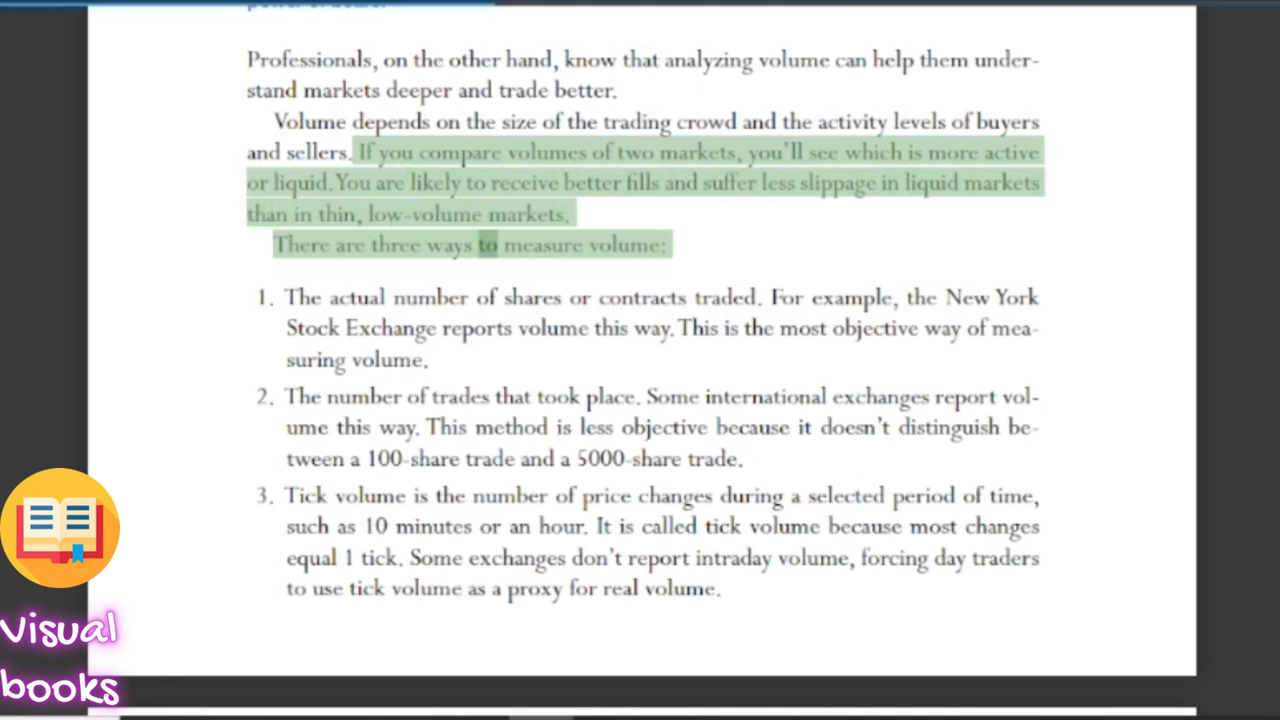 Professionals, on the other hand, know that analyzing volume can help them under-
stand markets deeper and trade better.
Volume depends on the size of the trading crowd and the activity levels of buyers
and sellers. If you compare volumes of two markets, you'll see which is more active
or liquid. You are likely to receive better fills and suffer less slippage in liquid markets
than in thin, low-volume markets.
There are three ways to measure volume:
1. The actual number of shares or contracts traded. For example, the New York
Stock Exchange reports volume this way. This is the most objective way of mea-
suring volume.
2. The number of trades that took place. Some international exchanges report vol-
ume this way. This method is less objective because it doesn't distinguish be-
tween a 100-share trade and a 5000-share trade.
3. Tick volume is the number of price changes during a selected period of time,
such as 10 minutes or an hour. It is called tick volume because most changes
equal 1 tick. Some exchanges don't report intraday volume, forcing day traders
to use tick volume as a proxy for real volume.
Visual
books